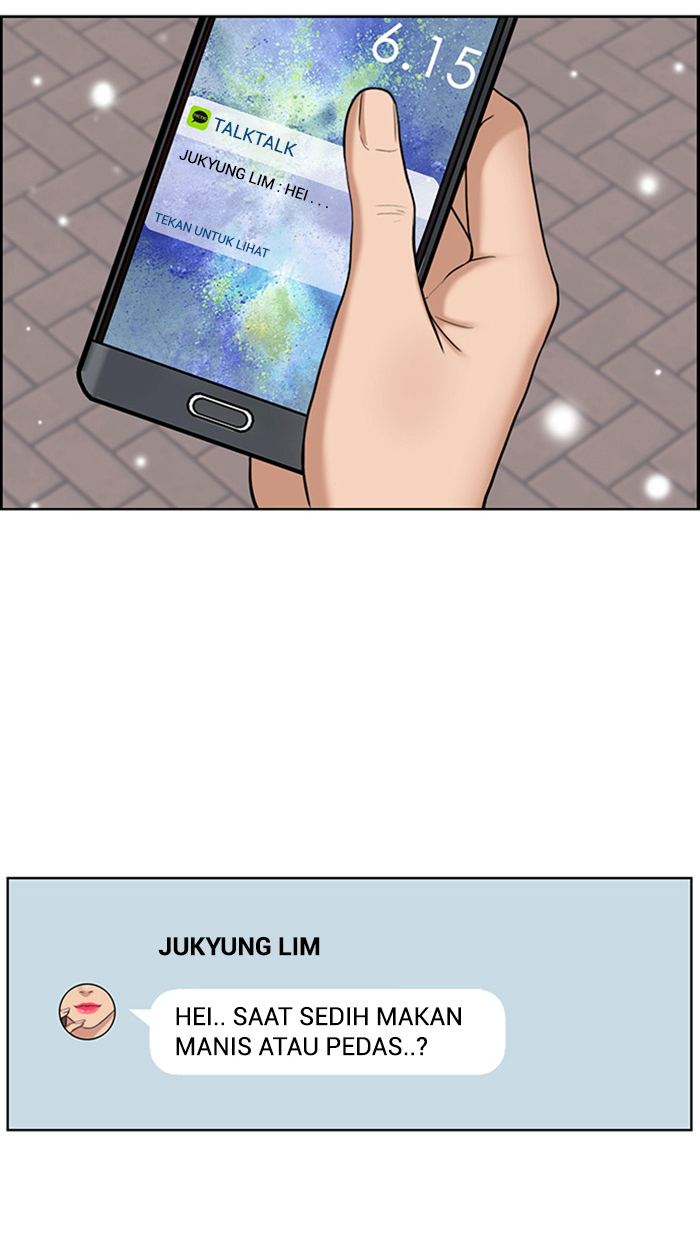 6.15
TALKTALK
JUKYUNG LIM : HEI . . .
TEKAN UNTUK LIHAT
JUKYUNG LIM
HEI.. SAAT SEDIH MAKAN
MANIS ATAU PEDAS..?